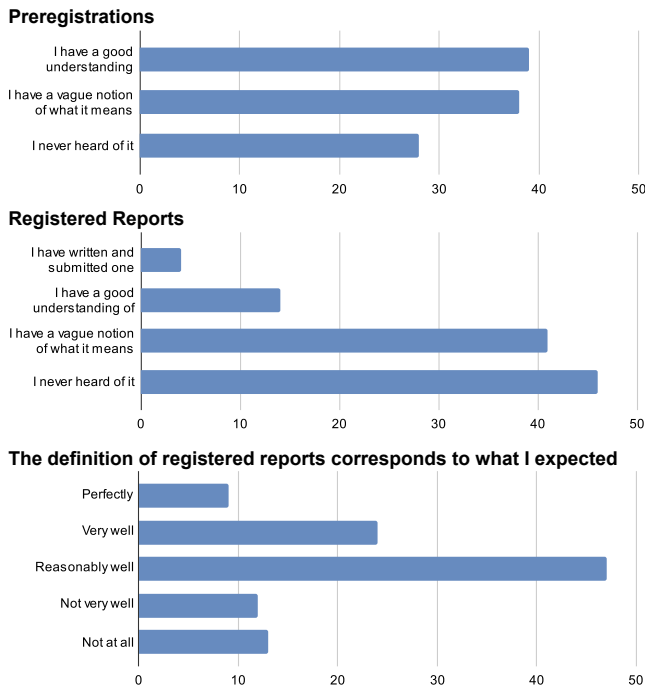 Preregistrations
I have a good
understanding
I have a vague notion
of what it means
I never heard of it
0 10 20 30 40 50
Registered Reports
I have written and
submitted one
I have a good
understanding of
I have a vague notion
of what it means
I never heard of it
0 10 20 30 40 50
The definition of registered reports corresponds to what I expected
Perfectly
Very well
Reasonably well
Not very well
Not at all
0 10 20 30 40 50